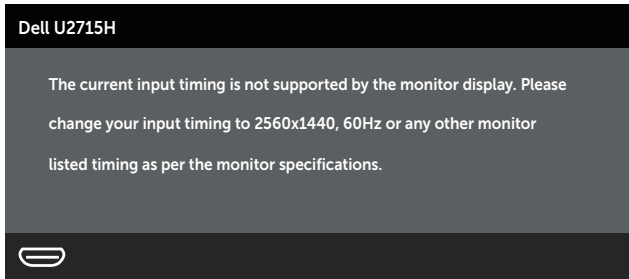 Dell U2715H
The current input timing is not supported by the monitor display. Please
change your input timing to 2560x1440, 60Hz or any other monitor
listed timing as per the monitor specifications.